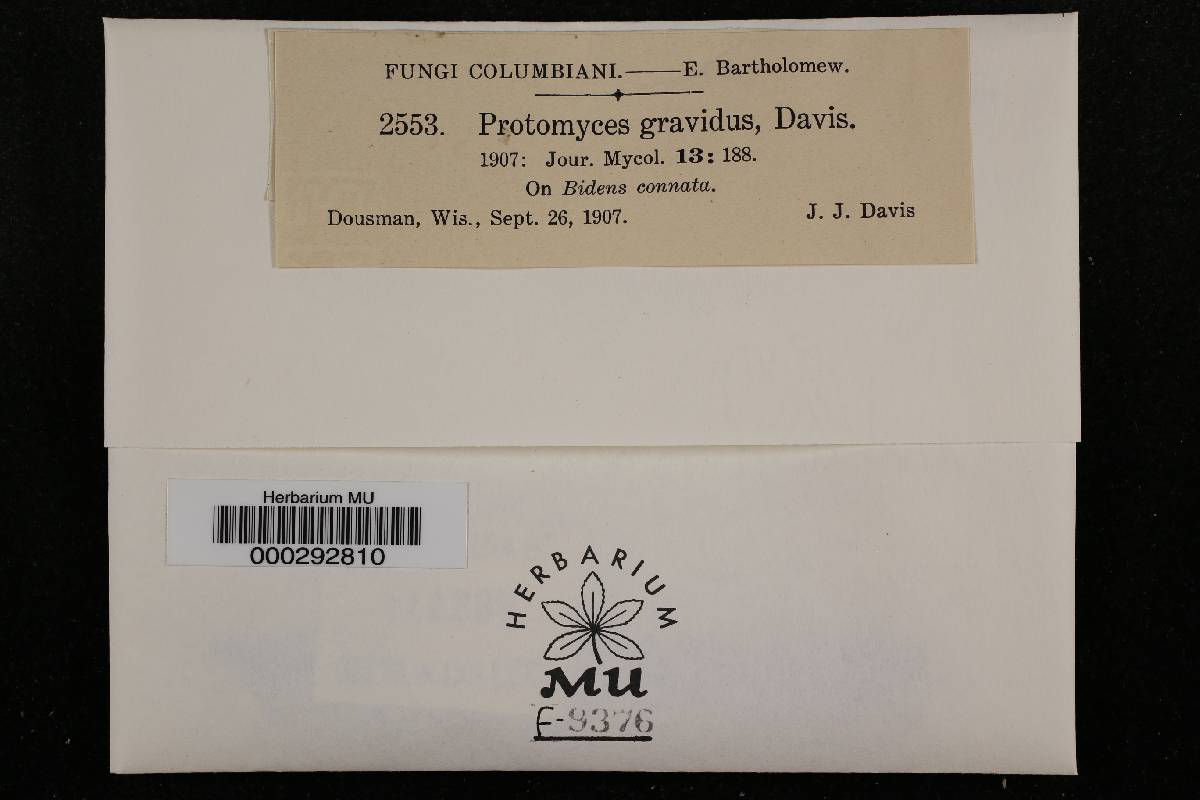 FUNGI COLUMBIANI.——E. Bartholomew.
2553. Protomyces gravidus, Davis.
1907: Jour. Mycol. 13: 188.
On Bidens connata.
Dousman, Wis., Sept. 26, 1907. J. J. Davis
Herbarium MU
000292810
HERBARIUM
MU
F-9376